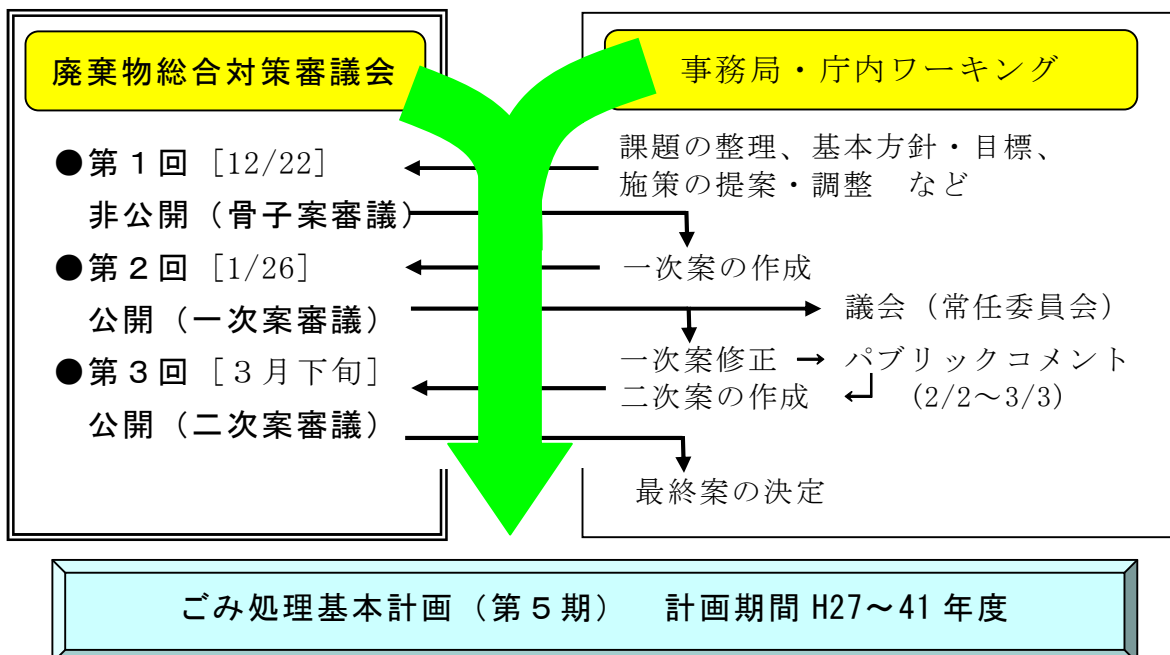 廃棄物総合対策審議会
●第１回［12/22］
非公開（骨子案審議）
●第２回［1/26］
公開（一次案審議）
●第３回［３月下旬］
公開（二次案審議）
事務局・庁内ワーキング
課題の整理、基本方針・目標、
施策の提案・調整　など
一次案の作成
議会（常任委員会）
一次案修正 → パブリックコメント
二次案の作成　（2/2～3/3）
最終案の決定
ごみ処理基本計画（第５期）　計画期間 H27～41 年度